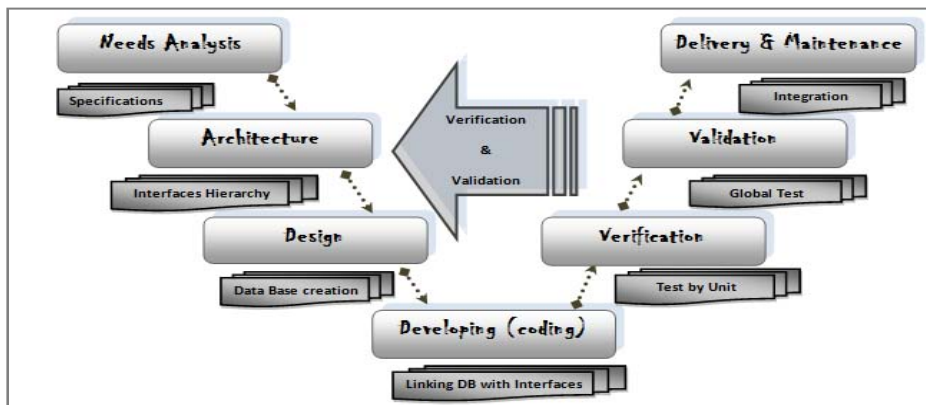 Needs Analysis
Delivery & Maintenance
Specifications
Integration
Verification
&
Validation
Architecture
Validation
Interfaces Hierarchy
Global Test
Design
Verification
Data Base creation
Test by Unit
Developing (coding)
Linking DB with Interfaces